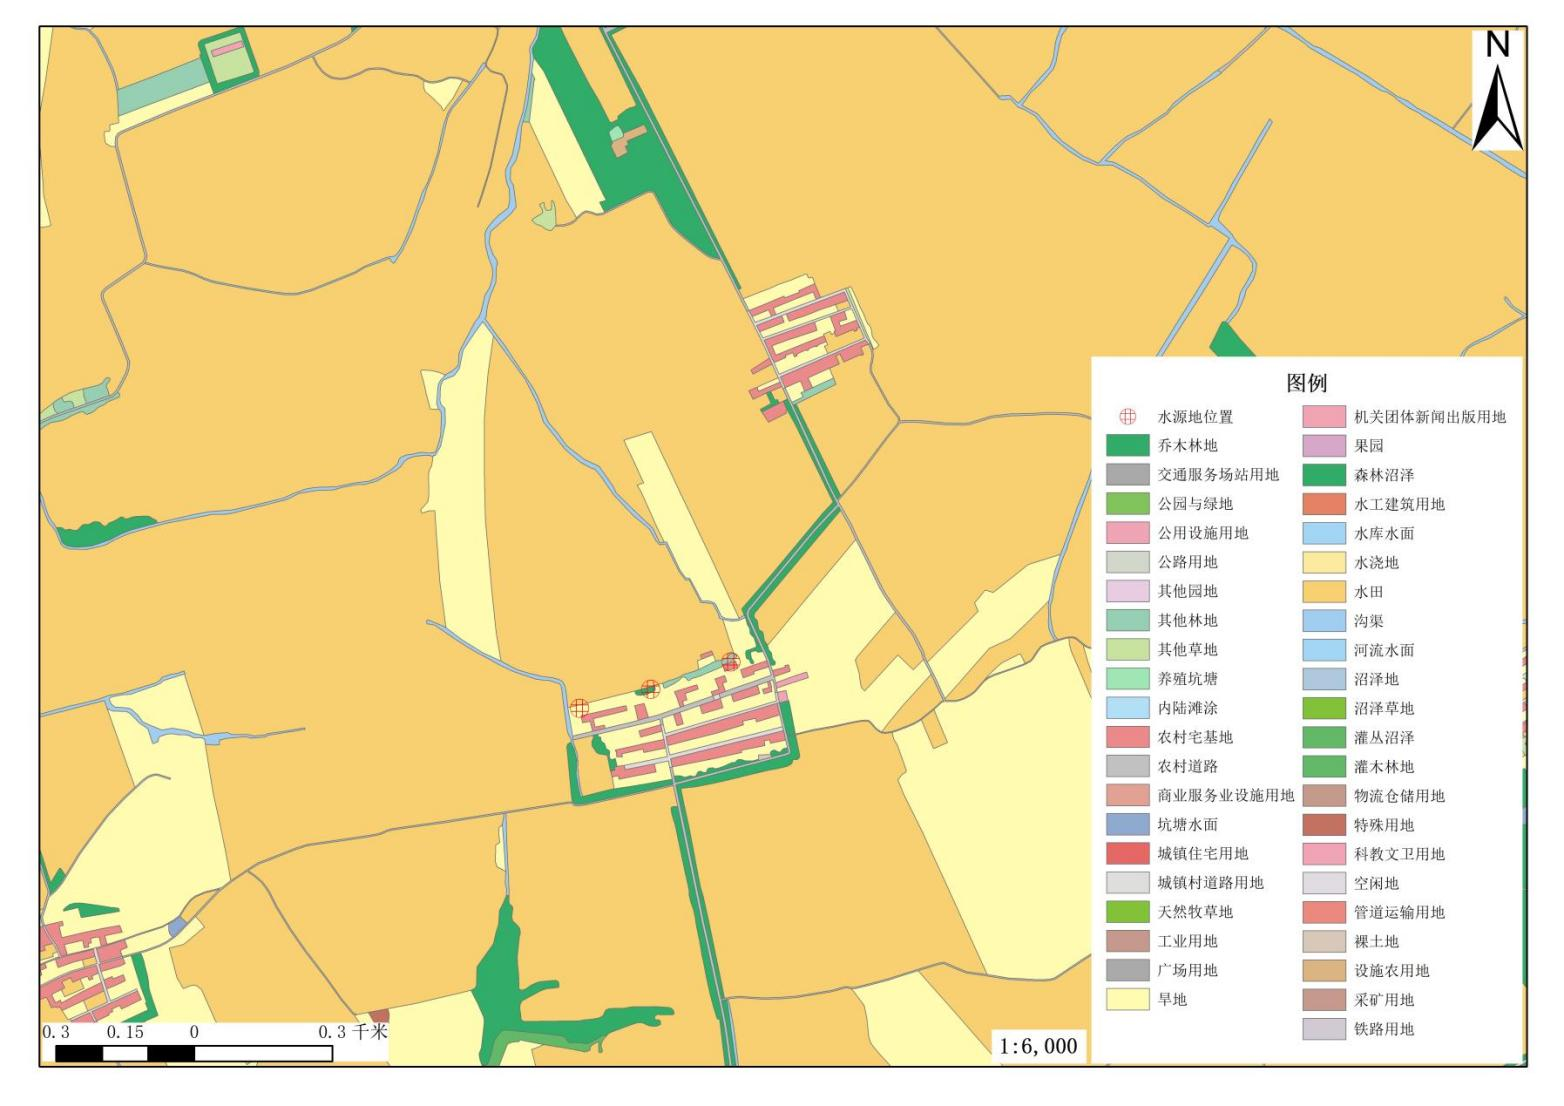 N
图例
水源地位置
乔木林地
交通服务场站用地
公园与绿地
公用设施用地
公路用地
其他园地
其他林地
其他草地
养殖坑塘
内陆滩涂
农村宅基地
农村道路
商业服务业设施用地
坑塘水面
城镇住宅用地
城镇村道路用地
天然牧草地
工业用地
广场用地
旱地
机关团体新闻出版用地
果园
森林沼泽
水工建筑用地
水库水面
水浇地
水田
沟渠
河流水面
沼泽地
沼泽草地
灌丛沼泽
灌木林地
物流仓储用地
特殊用地
科教文卫用地
空闲地
管道运输用地
裸土地
设施农用地
采矿用地
铁路用地
0.3 0.15 0 0.3 千米
1:6,000